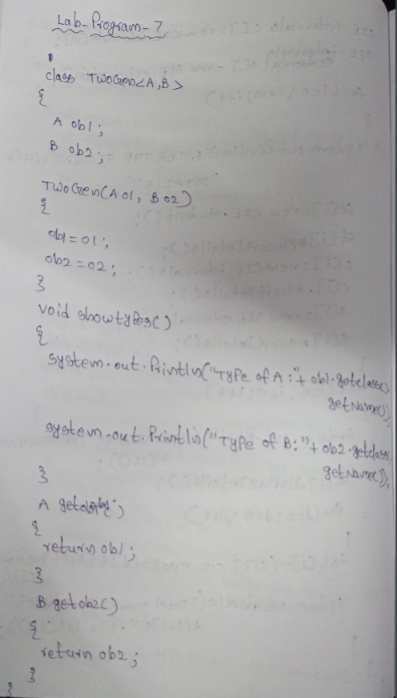 Lab-Program-7
class TwoGen<A,B>
{
A ob1;
B ob2;
TwoGen(A o1, B o2)
{
ob1 = o1;
ob2 = o2;
}
void showtypes()
{
system.out.Println("Type of A:"+ ob1.getclass().
getName());
system.out.Println("Type of B:"+ ob2.getclass.
getName());
}
A
{
return ob1;
}
B getob2()
{
return ob2;
}
}